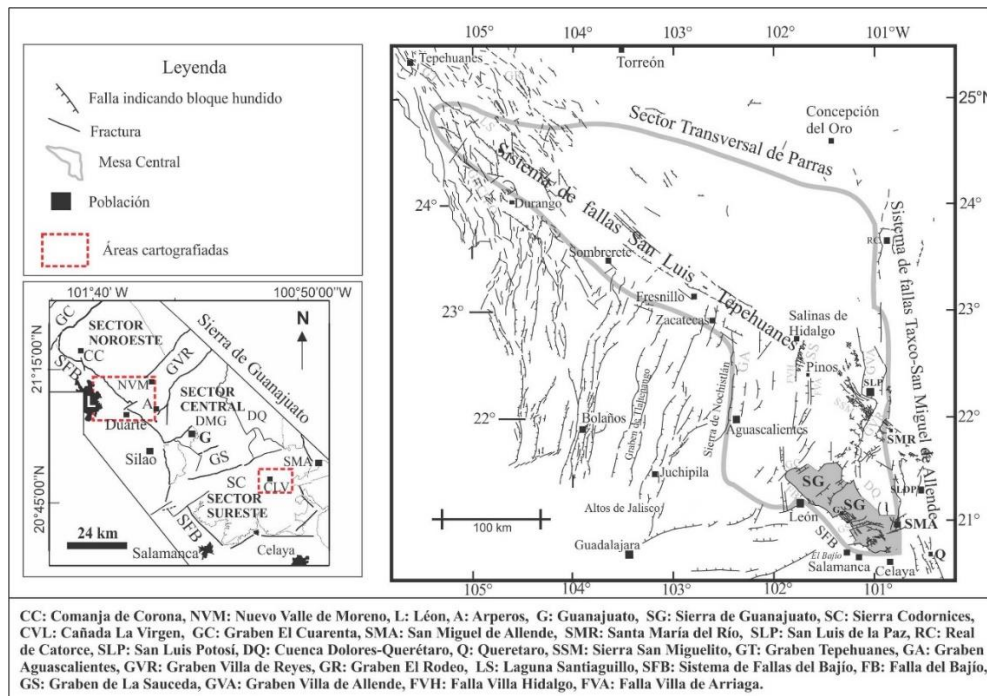 Leyenda
Falla indicando bloque hundido
Fractura
Mesa Central
Población
Áreas cartografiadas
101°40' W
100°50'00" W
21°15'00"N
20°45'00"N
GC
SECTOR
NOROESTE
CC
SFB
GVR
Sierra de Guanajuato
N
NVM
L
A
Duarte
SECTOR
CENTRAL
DMG
DQ
G
Silao
GS
SMA
SC
CLV
SECTOR
SURESTE
SFB
24 km
Salamanca
Celaya
105°
104°
103°
102°
101°W
Tepehuanes
Torreón
25°N
Concepción
del Oro
Sector Transversal de Parras
LS
24°
Durango
Sistema de fallas San Luis Tepehuanes
24°
RC
Sistema de fallas Taxco-San Miguel de Allende
Sombrerete
Fresnillo
23°
Zacatecas
Salinas de
Hidalgo
23°
GA
Pinos
SLP
22°
Bolaños
Graben de Tlaltenango
Sierra de Nochistlán
Aguascalientes
22°
SMR
Juchipila
Altos de Jalisco
SG
SG
DQ
SLDP
León
SMA
21°
100 km
Guadalajara
SFB
El Bajío
Salamanca
Celaya
Q
105°
104°
103°
102°
101°
CC: Comanja de Corona, NVM: Nuevo Valle de Moreno, L: Léon, A: Arperos, G: Guanajuato, SG: Sierra de Guanajuato, SC: Sierra Codornices,
CVL: Cañada La Virgen, GC: Graben El Cuarenta, SMA: San Miguel de Allende, SMR: Santa María del Río, SLP: San Luis de la Paz, RC: Real
de Catorce, SLP: San Luis Potosí, DQ: Cuenca Dolores-Querétaro, Q: Queretaro, SSM: Sierra San Miguelito, GT: Graben Tepehuanes, GA: Graben
Aguascalientes, GVR: Graben Villa de Reyes, GR: Graben El Rodeo, LS: Laguna Santiaguillo, SFB: Sistema de Fallas del Bajío, FB: Falla del Bajío,
GS: Graben de La Sauceda, GVA: Graben Villa de Allende, FVH: Falla Villa Hidalgo, FVA: Falla Villa de Arriaga.